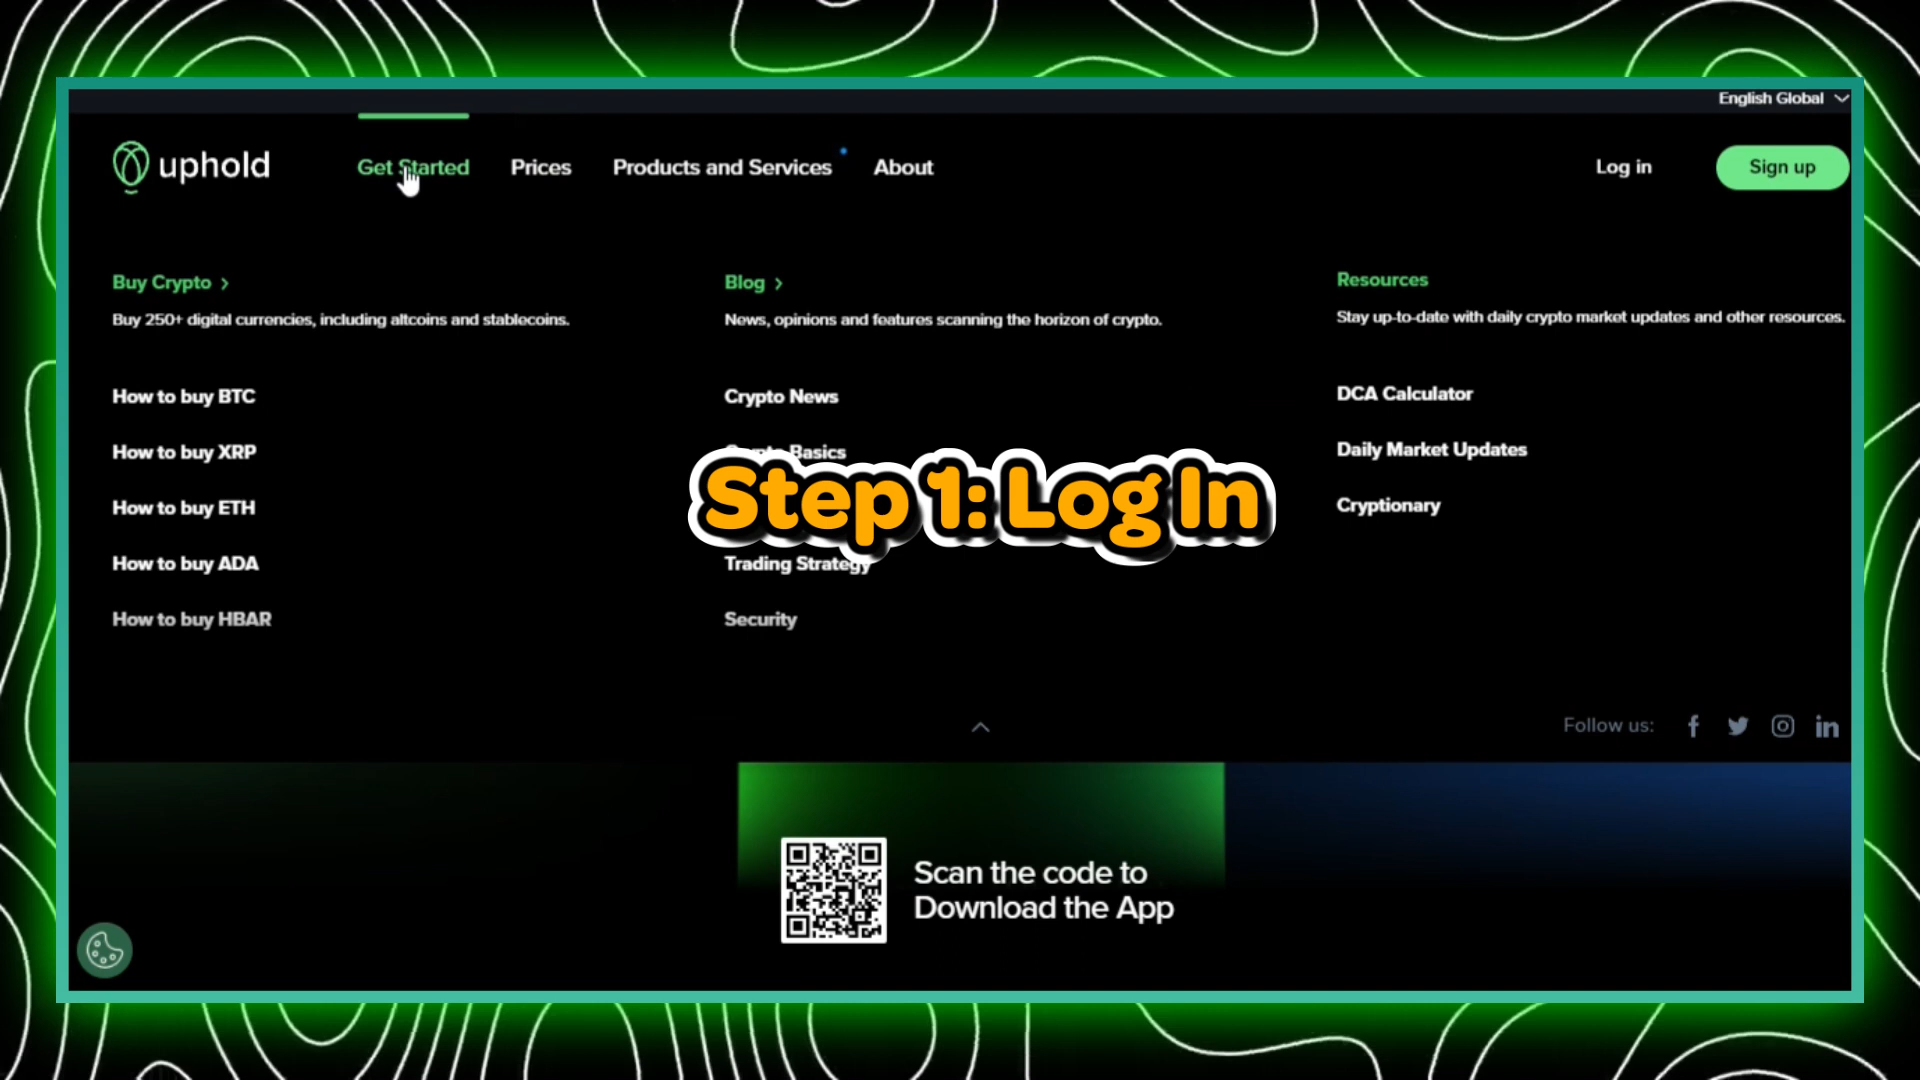 English Global
uphold
Get Started
Prices
Products and Services
About
Log in
Sign up
Buy Crypto
Buy 250+ digital currencies, including altcoins and stablecoins.
How to buy BTC
How to buy XRP
How to buy ETH
How to buy ADA
How to buy HBAR
Blog
News, opinions and features scanning the horizon of crypto.
Crypto News
Crypto Basics
Trading Strategy
Security
Resources
Stay up-to-date with daily crypto market updates and other resources.
DCA Calculator
Daily Market Updates
Cryptionary
Step 1: Log In
Follow us:
Scan the code to
Download the App